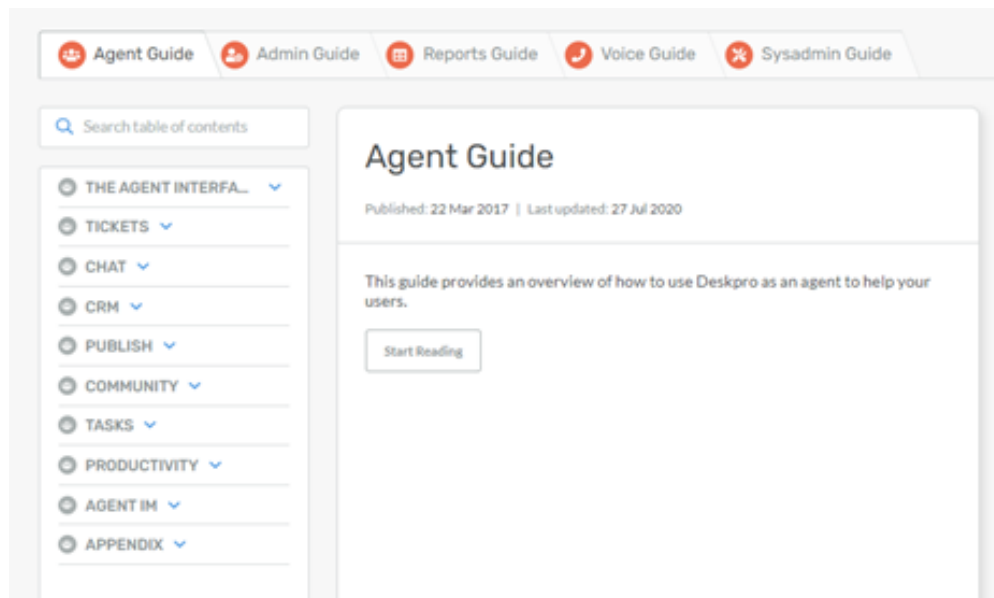 Agent Guide
Admin Guide
Reports Guide
Voice Guide
Sysadmin Guide
Search table of contents
THE AGENT INTERFA...
TICKETS
CHAT
CRM
PUBLISH
COMMUNITY
TASKS
PRODUCTIVITY
AGENT IM
APPENDIX
Agent Guide
Published: 22 Mar 2017 | Last updated: 27 Jul 2020
This guide provides an overview of how to use Deskpro as an agent to help your
users.
Start Reading